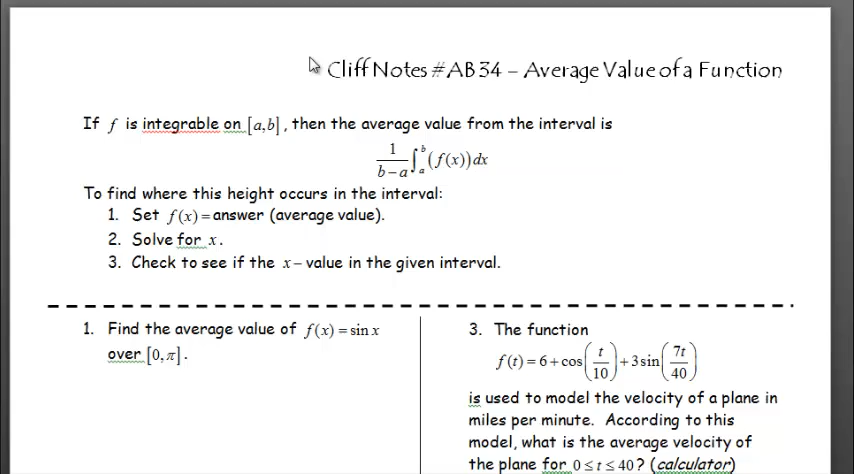 Cliff Notes #AB 34 – Average Value of a Function
If f is integrable on [a,b], then the average value from the interval is
1/(b−a) ∫_a^b (f(x))dx
To find where this height occurs in the interval:
1. Set f(x) = answer (average value).
2. Solve for x.
3. Check to see if the x− value in the given interval.
1. Find the average value of f(x) = sin x
over [0,π].
3. The function
f(t) = 6 + cos(t/10) + 3sin(7t/40)
is used to model the velocity of a plane in
miles per minute. According to this
model, what is the average velocity of
the plane for 0 ≤ t ≤ 40? (calculator)